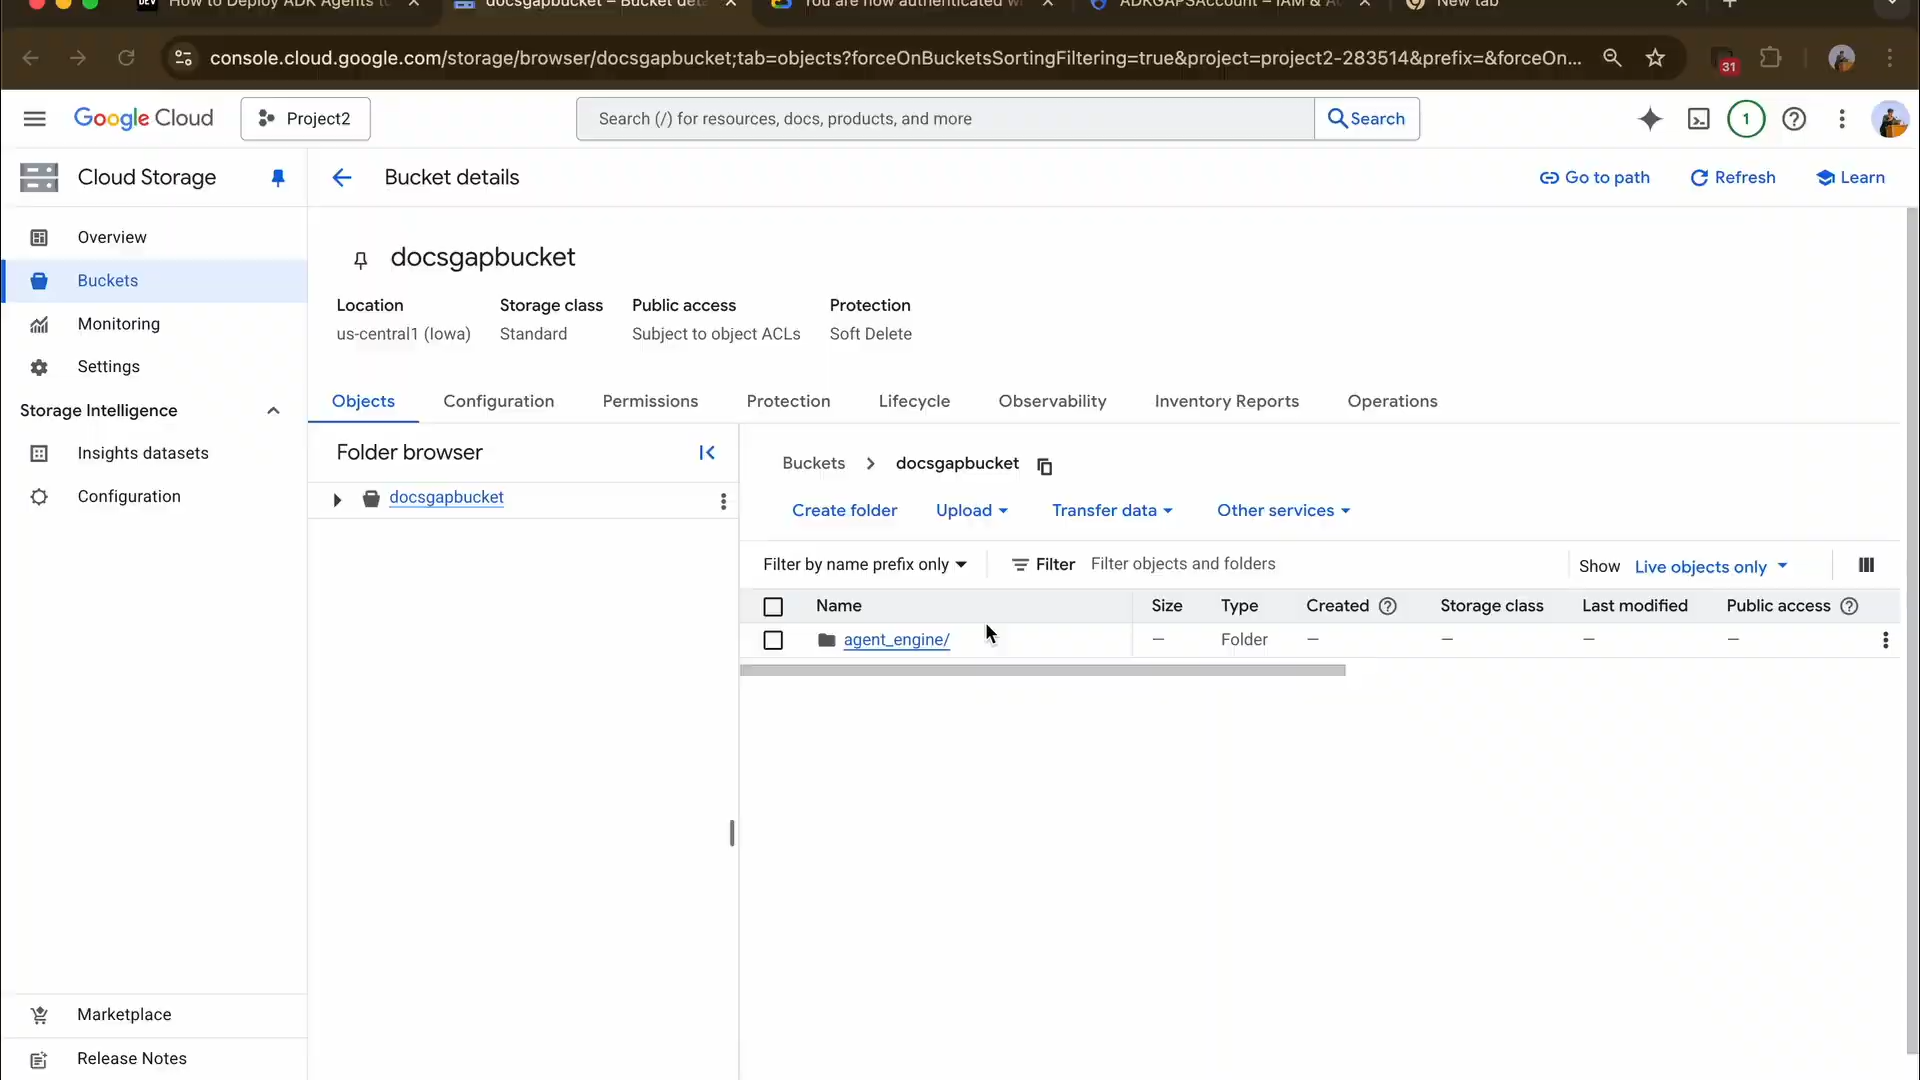 DEV How to Deploy ADK Agents t
docsgapbucket – Bucket det
You are now authenticated w
ADKGAPSAccount – IAM & A
New tab
console.cloud.google.com/storage/browser/docsgapbucket;tab=objects?forceOnBucketsSortingFiltering=true&project=project2-283514&prefix=&forceOn...
31
Google Cloud
Project2
Search (/) for resources, docs, products, and more
Search
1
Cloud Storage
Bucket details
Go to path
Refresh
Learn
Overview
Buckets
Monitoring
Settings
Storage Intelligence
Insights datasets
Configuration
Marketplace
Release Notes
docsgapbucket
Location Storage class Public access Protection
us-central1 (Iowa) Standard Subject to object ACLs Soft Delete
Objects Configuration Permissions Protection Lifecycle Observability Inventory Reports Operations
Folder browser
docsgapbucket
Buckets docsgapbucket
Create folder Upload Transfer data Other services
Filter by name prefix only Filter Filter objects and folders Show Live objects only
Name Size Type Created Storage class Last modified Public access
agent_engine/ — Folder — — — —